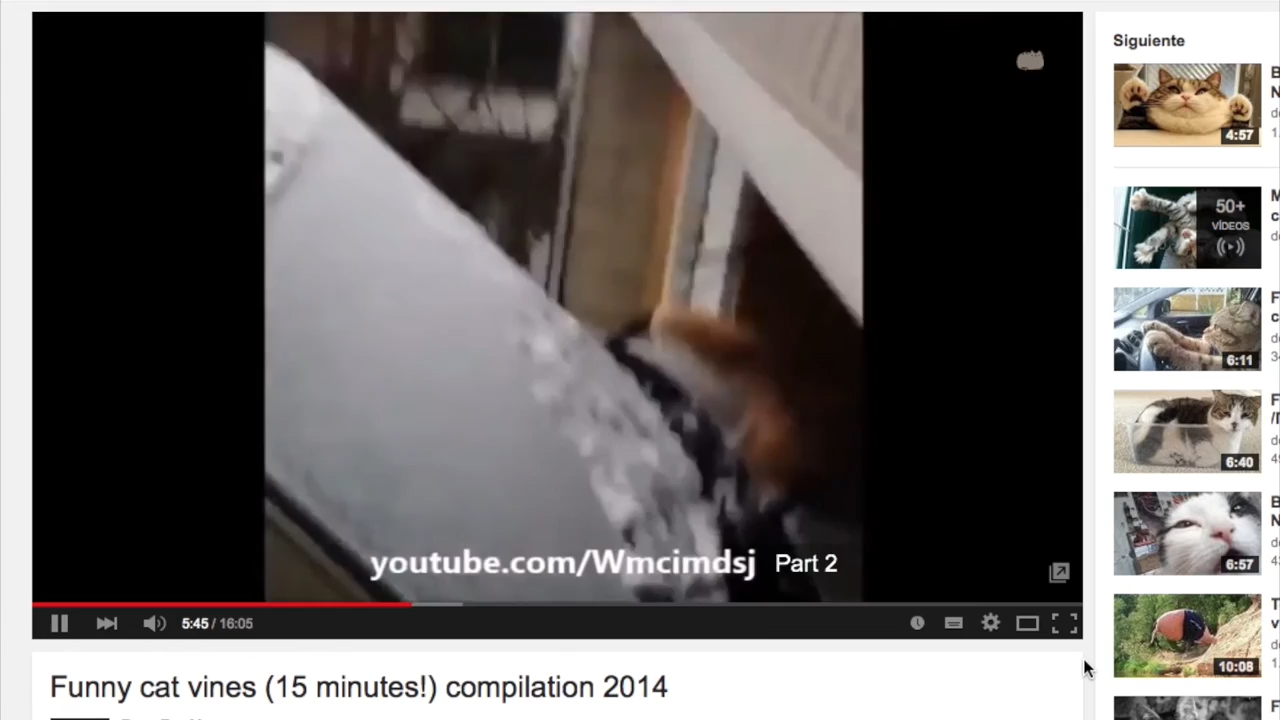 Siguiente
4:57
50+
VÍDEOS
6:11
6:40
6:57
10:08
youtube.com/Wmcimdsj Part 2
5:45 / 16:05
Funny cat vines (15 minutes!) compilation 2014